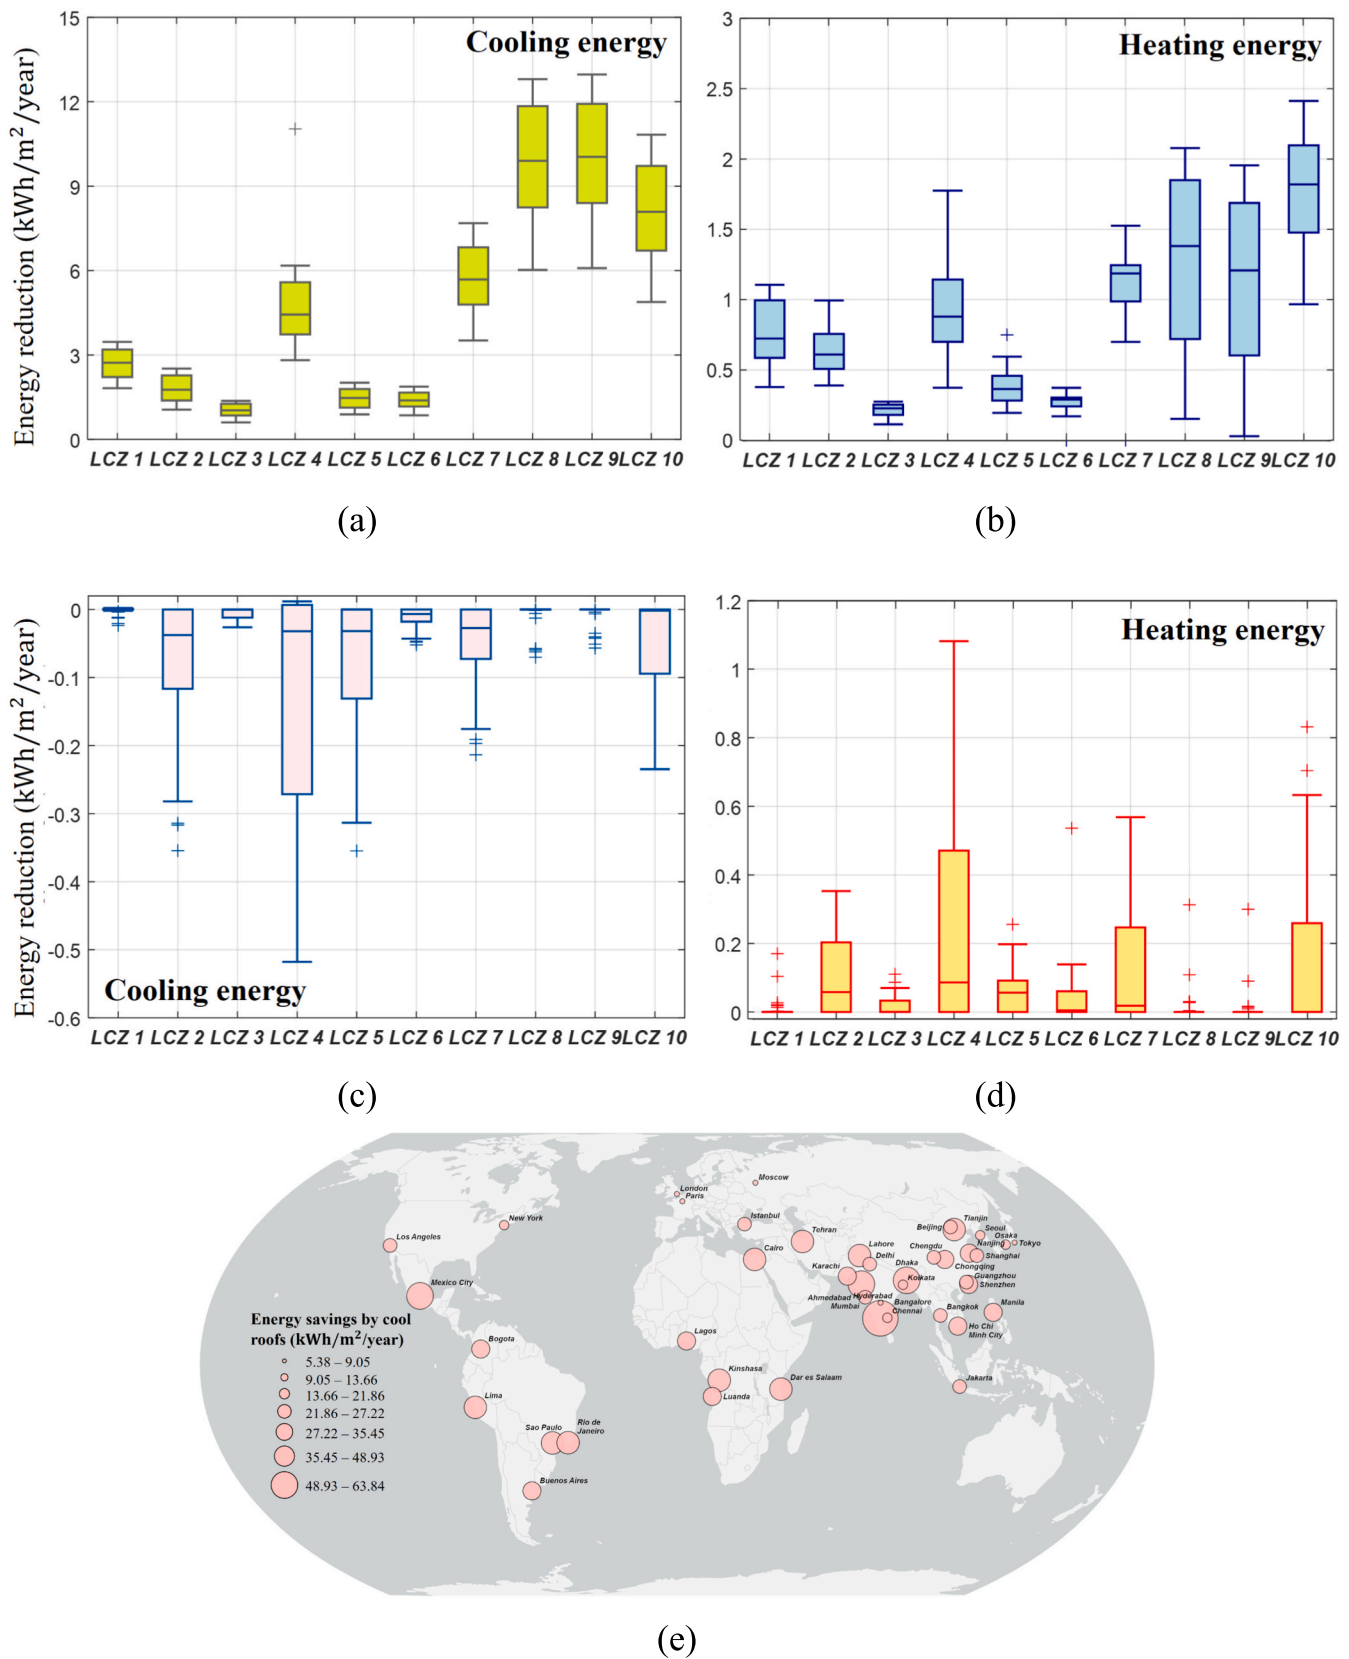 Cooling energy
Energy reduction (kWh/m²/year)
15
12
9
6
3
0
LCZ 1 LCZ 2 LCZ 3 LCZ 4 LCZ 5 LCZ 6 LCZ 7 LCZ 8 LCZ 9 LCZ 10
(a)
Heating energy
3
2.5
2
1.5
1
0.5
0
LCZ 1 LCZ 2 LCZ 3 LCZ 4 LCZ 5 LCZ 6 LCZ 7 LCZ 8 LCZ 9 LCZ 10
(b)
Energy reduction (kWh/m²/year)
0
-0.1
-0.2
-0.3
-0.4
-0.5
-0.6
Cooling energy
LCZ 1 LCZ 2 LCZ 3 LCZ 4 LCZ 5 LCZ 6 LCZ 7 LCZ 8 LCZ 9 LCZ 10
(c)
Heating energy
1.2
1
0.8
0.6
0.4
0.2
0
LCZ 1 LCZ 2 LCZ 3 LCZ 4 LCZ 5 LCZ 6 LCZ 7 LCZ 8 LCZ 9 LCZ 10
(d)
Moscow
London
Paris
New York
Istanbul
Los Angeles
Tehran
Cairo
Mexico City
Lahore
Delhi
Karachi
Dhaka
Kolkata
Ahmedabad
Hyderabad
Mumbai
Bangalore
Chennai
Beijing
Tianjin
Seoul
Osaka
Tokyo
Chengdu
Nanjing
Shanghai
Chongqing
Guangzhou
Shenzhen
Bangkok
Manila
Ho Chi
Minh City
Jakarta
Lagos
Kinshasa
Luanda
Dar es Salaam
Bogota
Lima
Sao Paulo
Rio de
Janeiro
Buenos Aires
Energy savings by cool
roofs (kWh/m²/year)
5.38 – 9.05
9.05 – 13.66
13.66 – 21.86
21.86 – 27.22
27.22 – 35.45
35.45 – 48.93
48.93 – 63.84
(e)